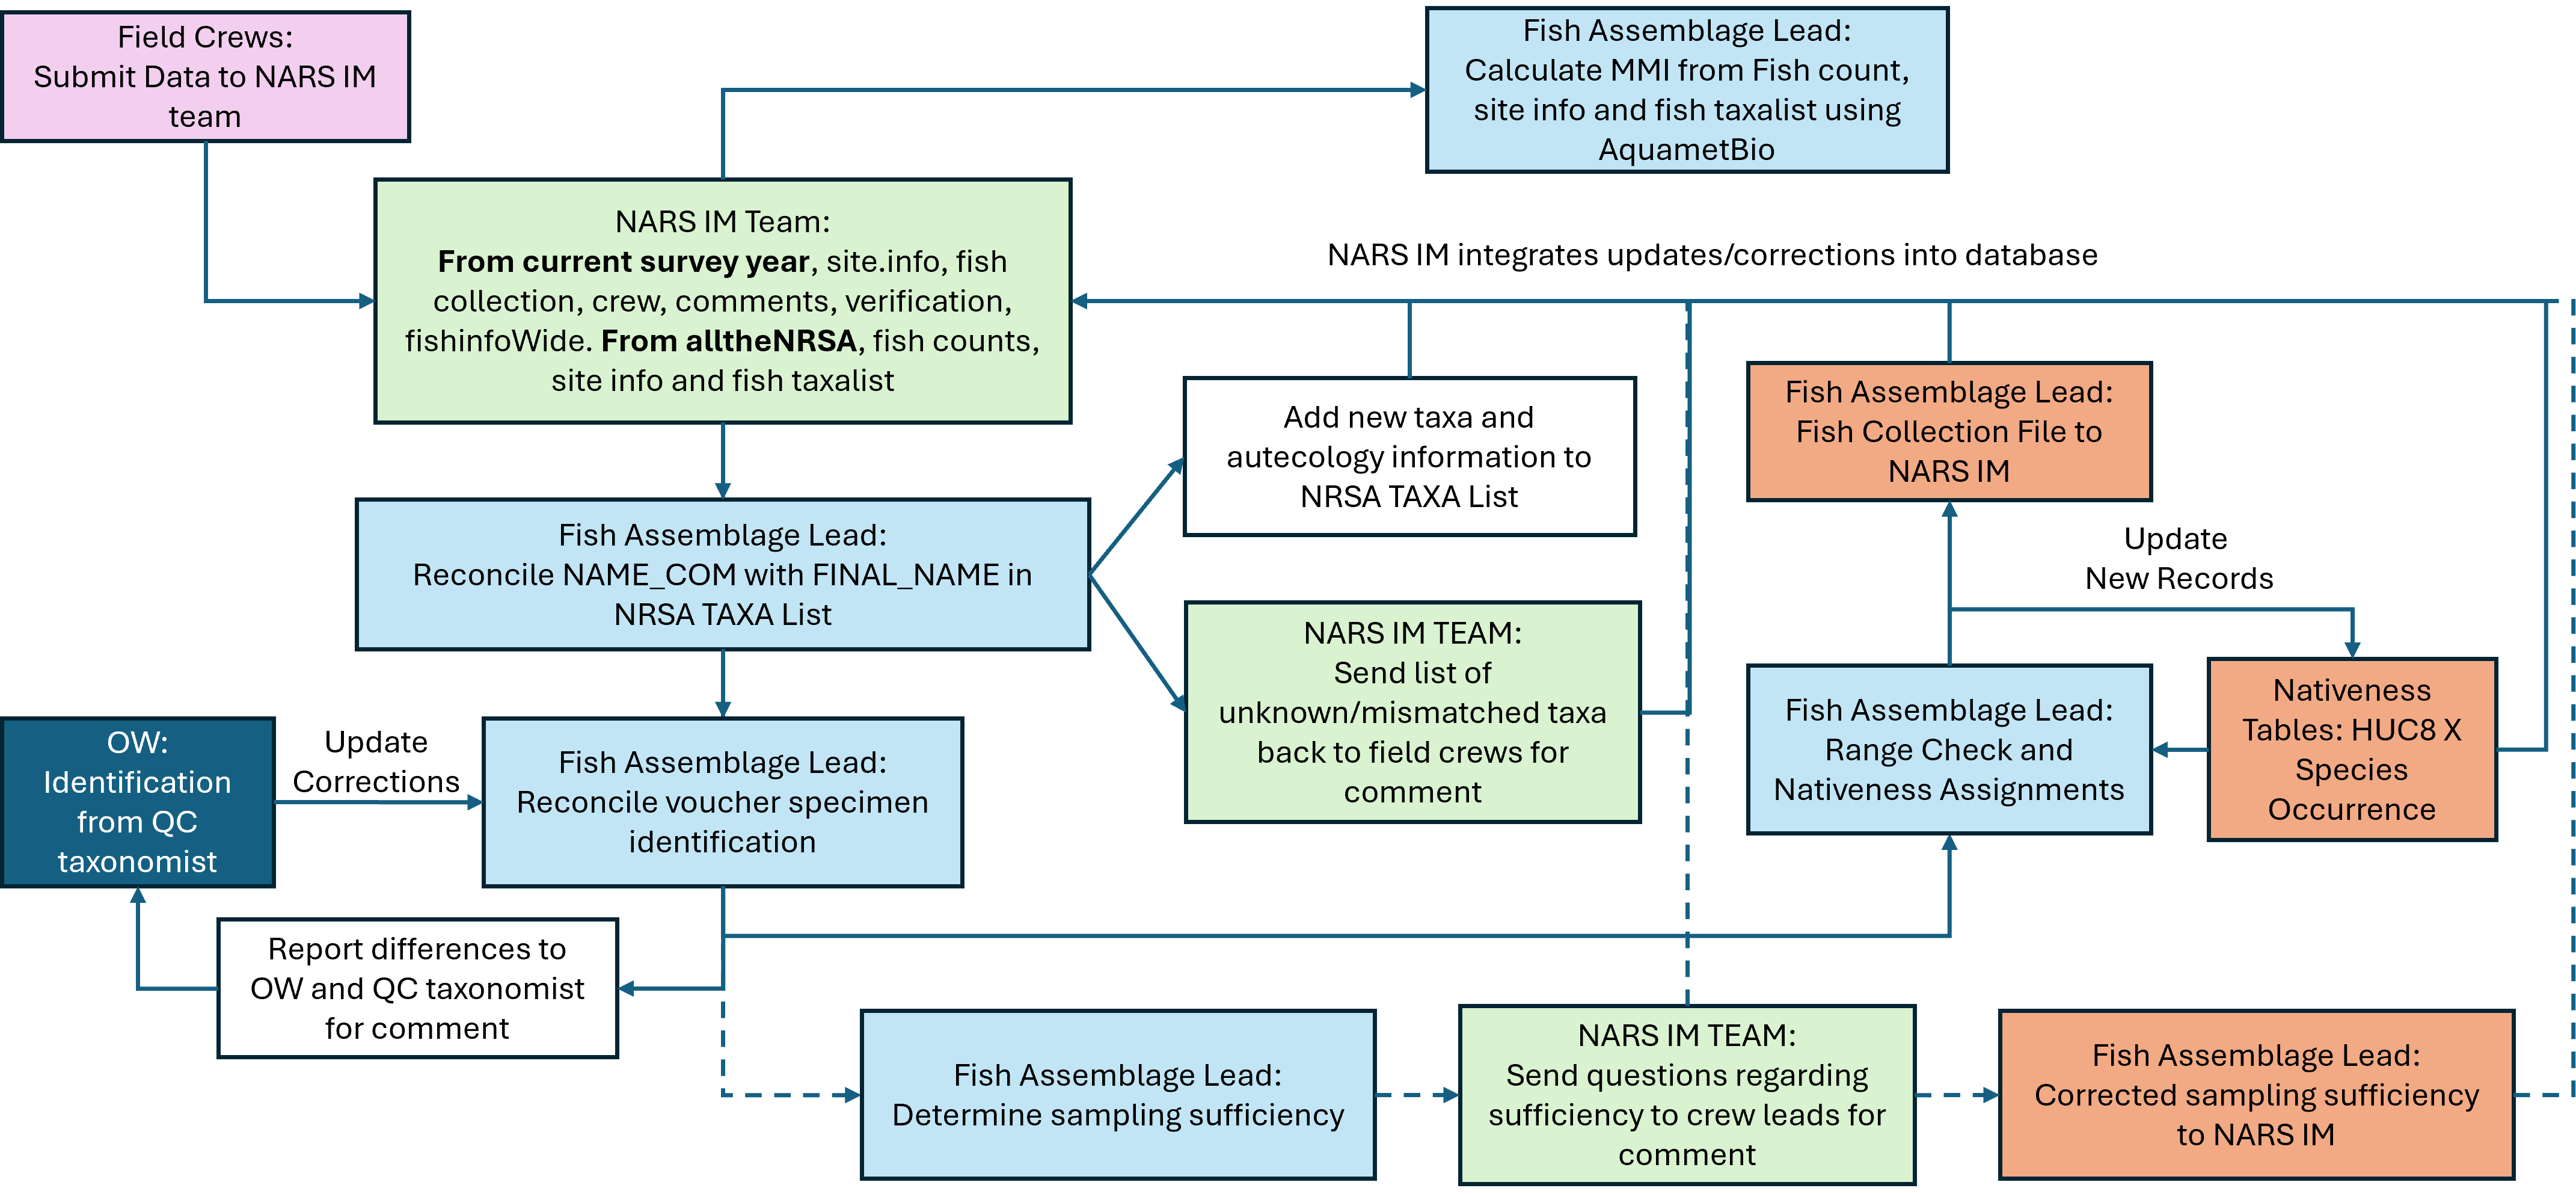 Field Crews:
Submit Data to NARS IM
team
Fish Assemblage Lead:
Calculate MMI from Fish count,
site info and fish taxalist using
AquametBio
NARS IM Team:
From current survey year, site.info, fish
collection, crew, comments, verification,
fishinfoWide. From alltheNRSA, fish counts,
site info and fish taxalist
NARS IM integrates updates/corrections into database
Add new taxa and
autecology information to
NRSA TAXA List
Fish Assemblage Lead:
Fish Collection File to
NARS IM
Fish Assemblage Lead:
Reconcile NAME_COM with FINAL_NAME in
NRSA TAXA List
Update
New Records
NARS IM TEAM:
Send list of
unknown/mismatched taxa
back to field crews for
comment
Fish Assemblage Lead:
Range Check and
Nativeness Assignments
Nativeness
Tables: HUC8 X
Species
Occurrence
OW:
Identification
from QC
taxonomist
Update
Corrections
Fish Assemblage Lead:
Reconcile voucher specimen
identification
Report differences to
OW and QC taxonomist
for comment
Fish Assemblage Lead:
Determine sampling sufficiency
NARS IM TEAM:
Send questions regarding
sufficiency to crew leads for
comment
Fish Assemblage Lead:
Corrected sampling sufficiency
to NARS IM